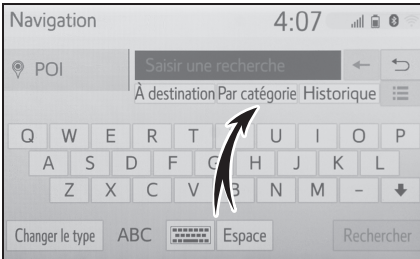 Navigation 4:07
POI Saisir une recherche
À destination Par catégorie Historique
Q W E R T U I O P
A S D F G H J K L
Z X C V B N M -
Changer le type ABC Espace Rechercher